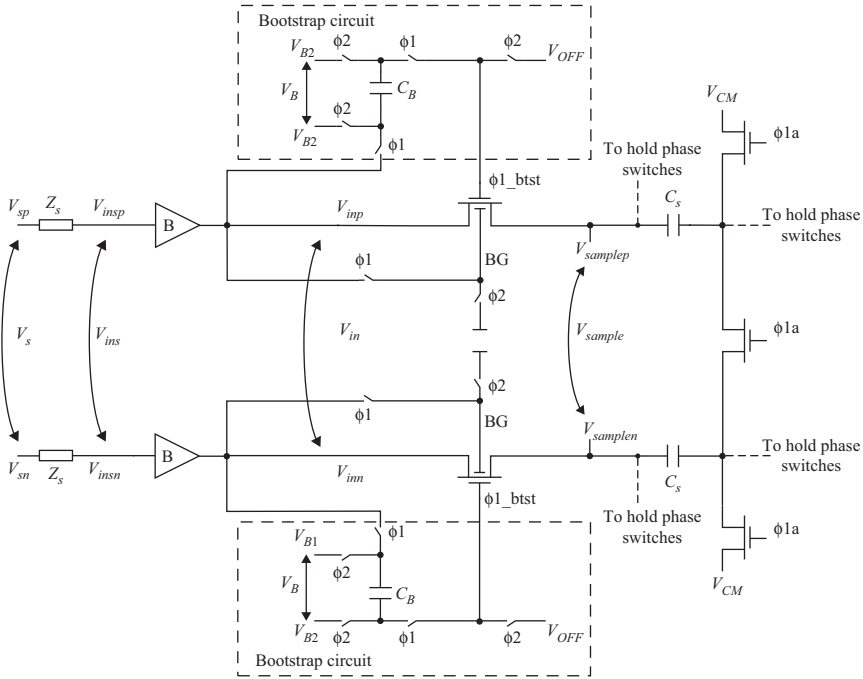 Bootstrap circuit
V_B2 ϕ2 ϕ1 ϕ2 V_OFF
V_B C_B
ϕ2
V_B2
ϕ1
V_CM
ϕ1a
To hold phase
switches
ϕ1_btst
C_s
V_sp Z_s V_insp B V_inp
To hold phase
switches
V_samplep
BG
ϕ1
ϕ2
V_s V_ins V_in V_sample ϕ1a
ϕ2
ϕ1
BG
V_samplen
V_sn Z_s V_insn B V_inn
To hold phase
switches
C_s
ϕ1_btst
To hold phase
switches
ϕ1
V_B1
ϕ2
ϕ1a
V_B C_B
V_CM
V_B2 ϕ2 ϕ1 ϕ2 V_OFF
Bootstrap circuit